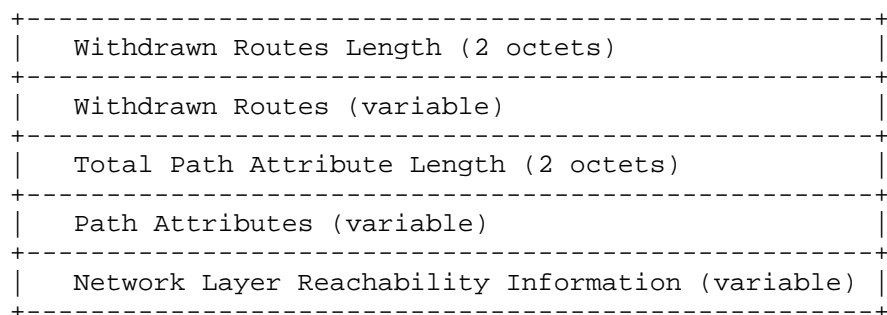 +-----------------------------------------------------+
|   Withdrawn Routes Length (2 octets)                |
+-----------------------------------------------------+
|   Withdrawn Routes (variable)                       |
+-----------------------------------------------------+
|   Total Path Attribute Length (2 octets)            |
+-----------------------------------------------------+
|   Path Attributes (variable)                        |
+-----------------------------------------------------+
|   Network Layer Reachability Information (variable) |
+-----------------------------------------------------+